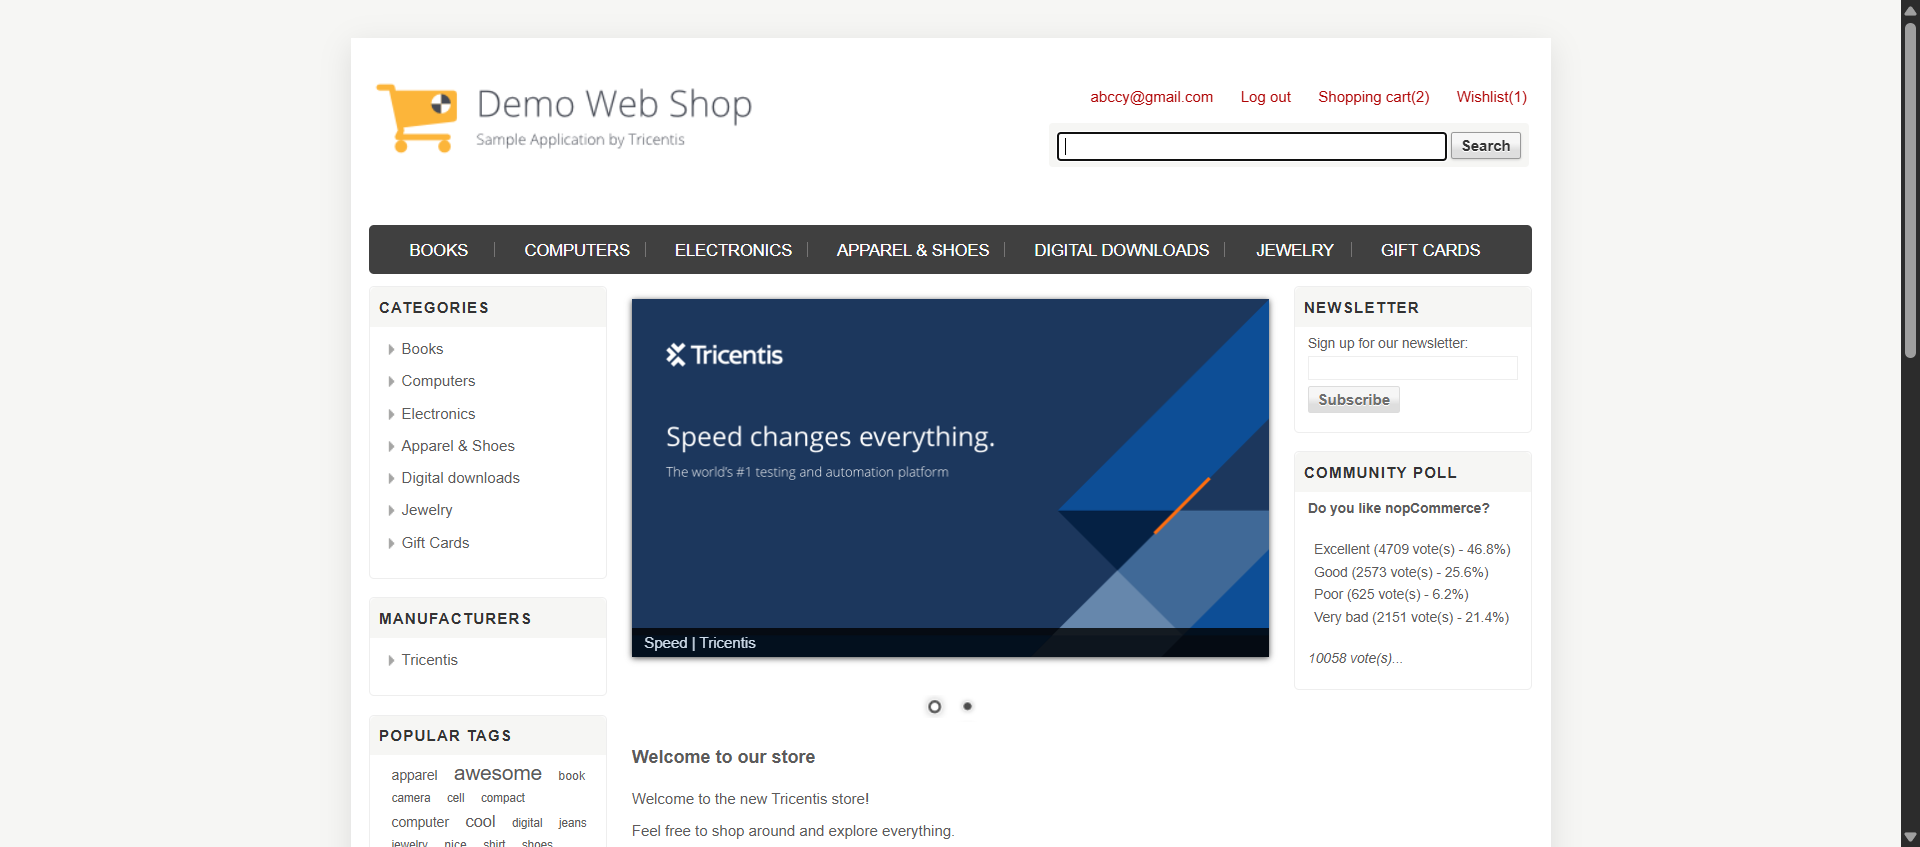 Demo Web Shop
Sample Application by Tricentis
abccy@gmail.com Log out Shopping cart(2) Wishlist(1)
Search
BOOKS COMPUTERS ELECTRONICS APPAREL & SHOES DIGITAL DOWNLOADS JEWELRY GIFT CARDS
CATEGORIES
Books
Computers
Electronics
Apparel & Shoes
Digital downloads
Jewelry
Gift Cards
MANUFACTURERS
Tricentis
POPULAR TAGS
apparel awesome book
camera cell compact
computer cool digital jeans
jewelry nice shirt shoes
Tricentis
Speed changes everything.
The world's #1 testing and automation platform
Speed | Tricentis
Welcome to our store
Welcome to the new Tricentis store!
Feel free to shop around and explore everything.
NEWSLETTER
Sign up for our newsletter:
Subscribe
COMMUNITY POLL
Do you like nopCommerce?
Excellent (4709 vote(s) - 46.8%)
Good (2573 vote(s) - 25.6%)
Poor (625 vote(s) - 6.2%)
Very bad (2151 vote(s) - 21.4%)
10058 vote(s)...